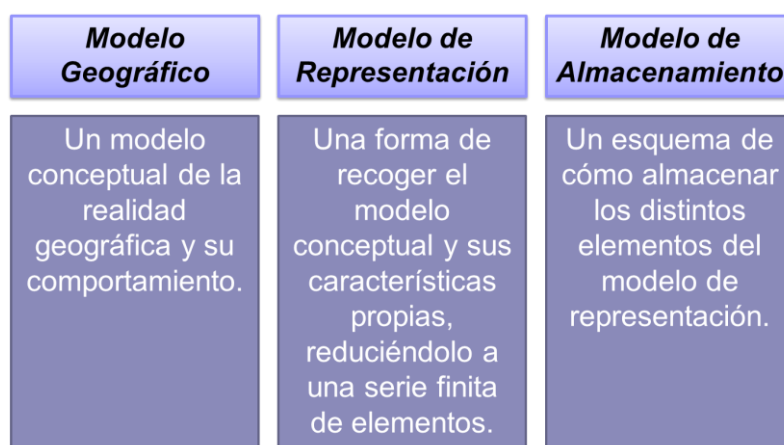 Modelo
Geográfico
Un modelo
conceptual de la
realidad
geográfica y su
comportamiento.
Modelo de
Representación
Una forma de
recoger el
modelo
conceptual y sus
características
propias,
reduciéndolo a
una serie finita
de elementos.
Modelo de
Almacenamiento
Un esquema de
cómo almacenar
los distintos
elementos del
modelo de
representación.